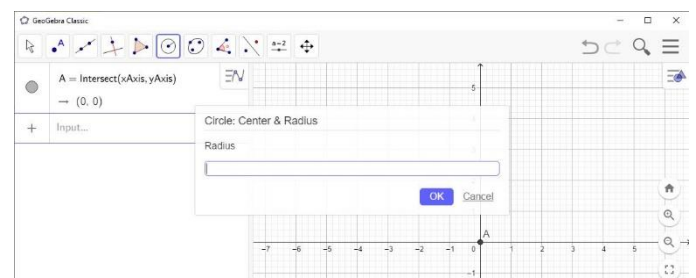 GeoGebra Classic
A
a=2
A = Intersect(xAxis, yAxis)
→ (0, 0)
Input...
Circle: Center & Radius
Radius
OK Cancel
5
A
-7 -6 -5 -4 -3 -2 -1 0 1 2 3 4 5
-1